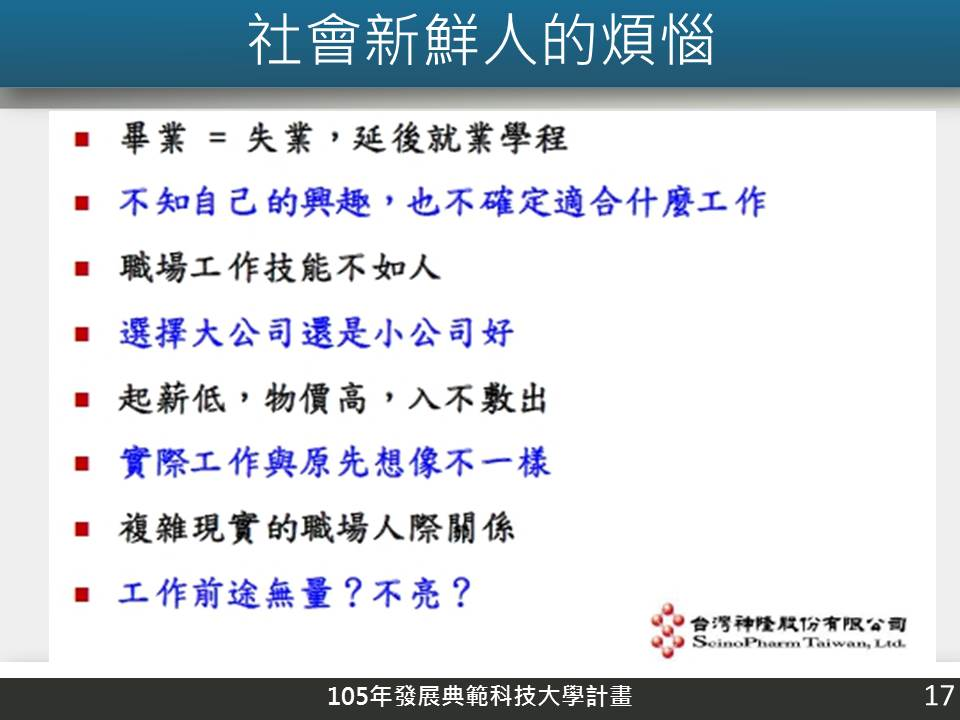 社會新鮮人的煩惱
畢業 = 失業，延後就業學程
不知自己的興趣，也不確定適合什麼工作
職場工作技能不如人
選擇大公司還是小公司好
起薪低，物價高，入不敷出
實際工作與原先想像不一樣
複雜現實的職場人際關係
工作前途無量？不亮？
台灣神隆股份有限公司
ScinoPharm Taiwan, Ltd.
105年發展典範科技大學計畫
17